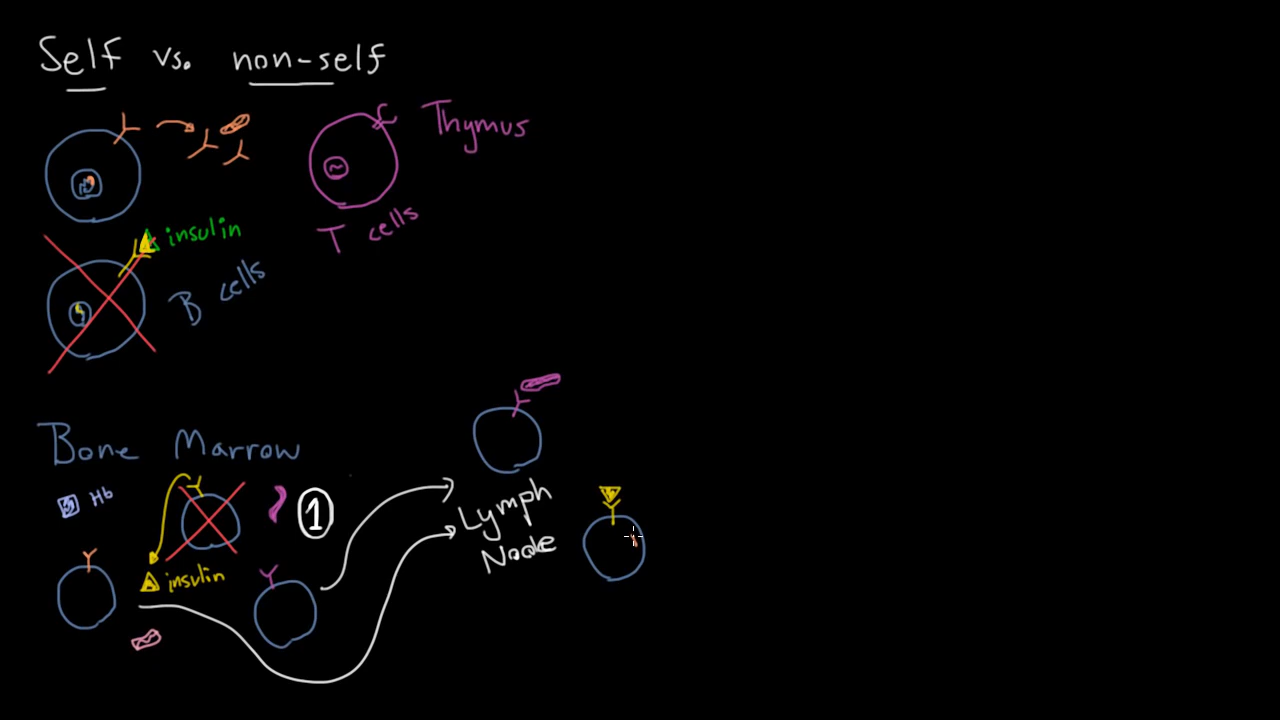 Self vs. non-self
Thymus
T cells
insulin
B cells
Bone Marrow
Hb
1
insulin
Lymph
Node